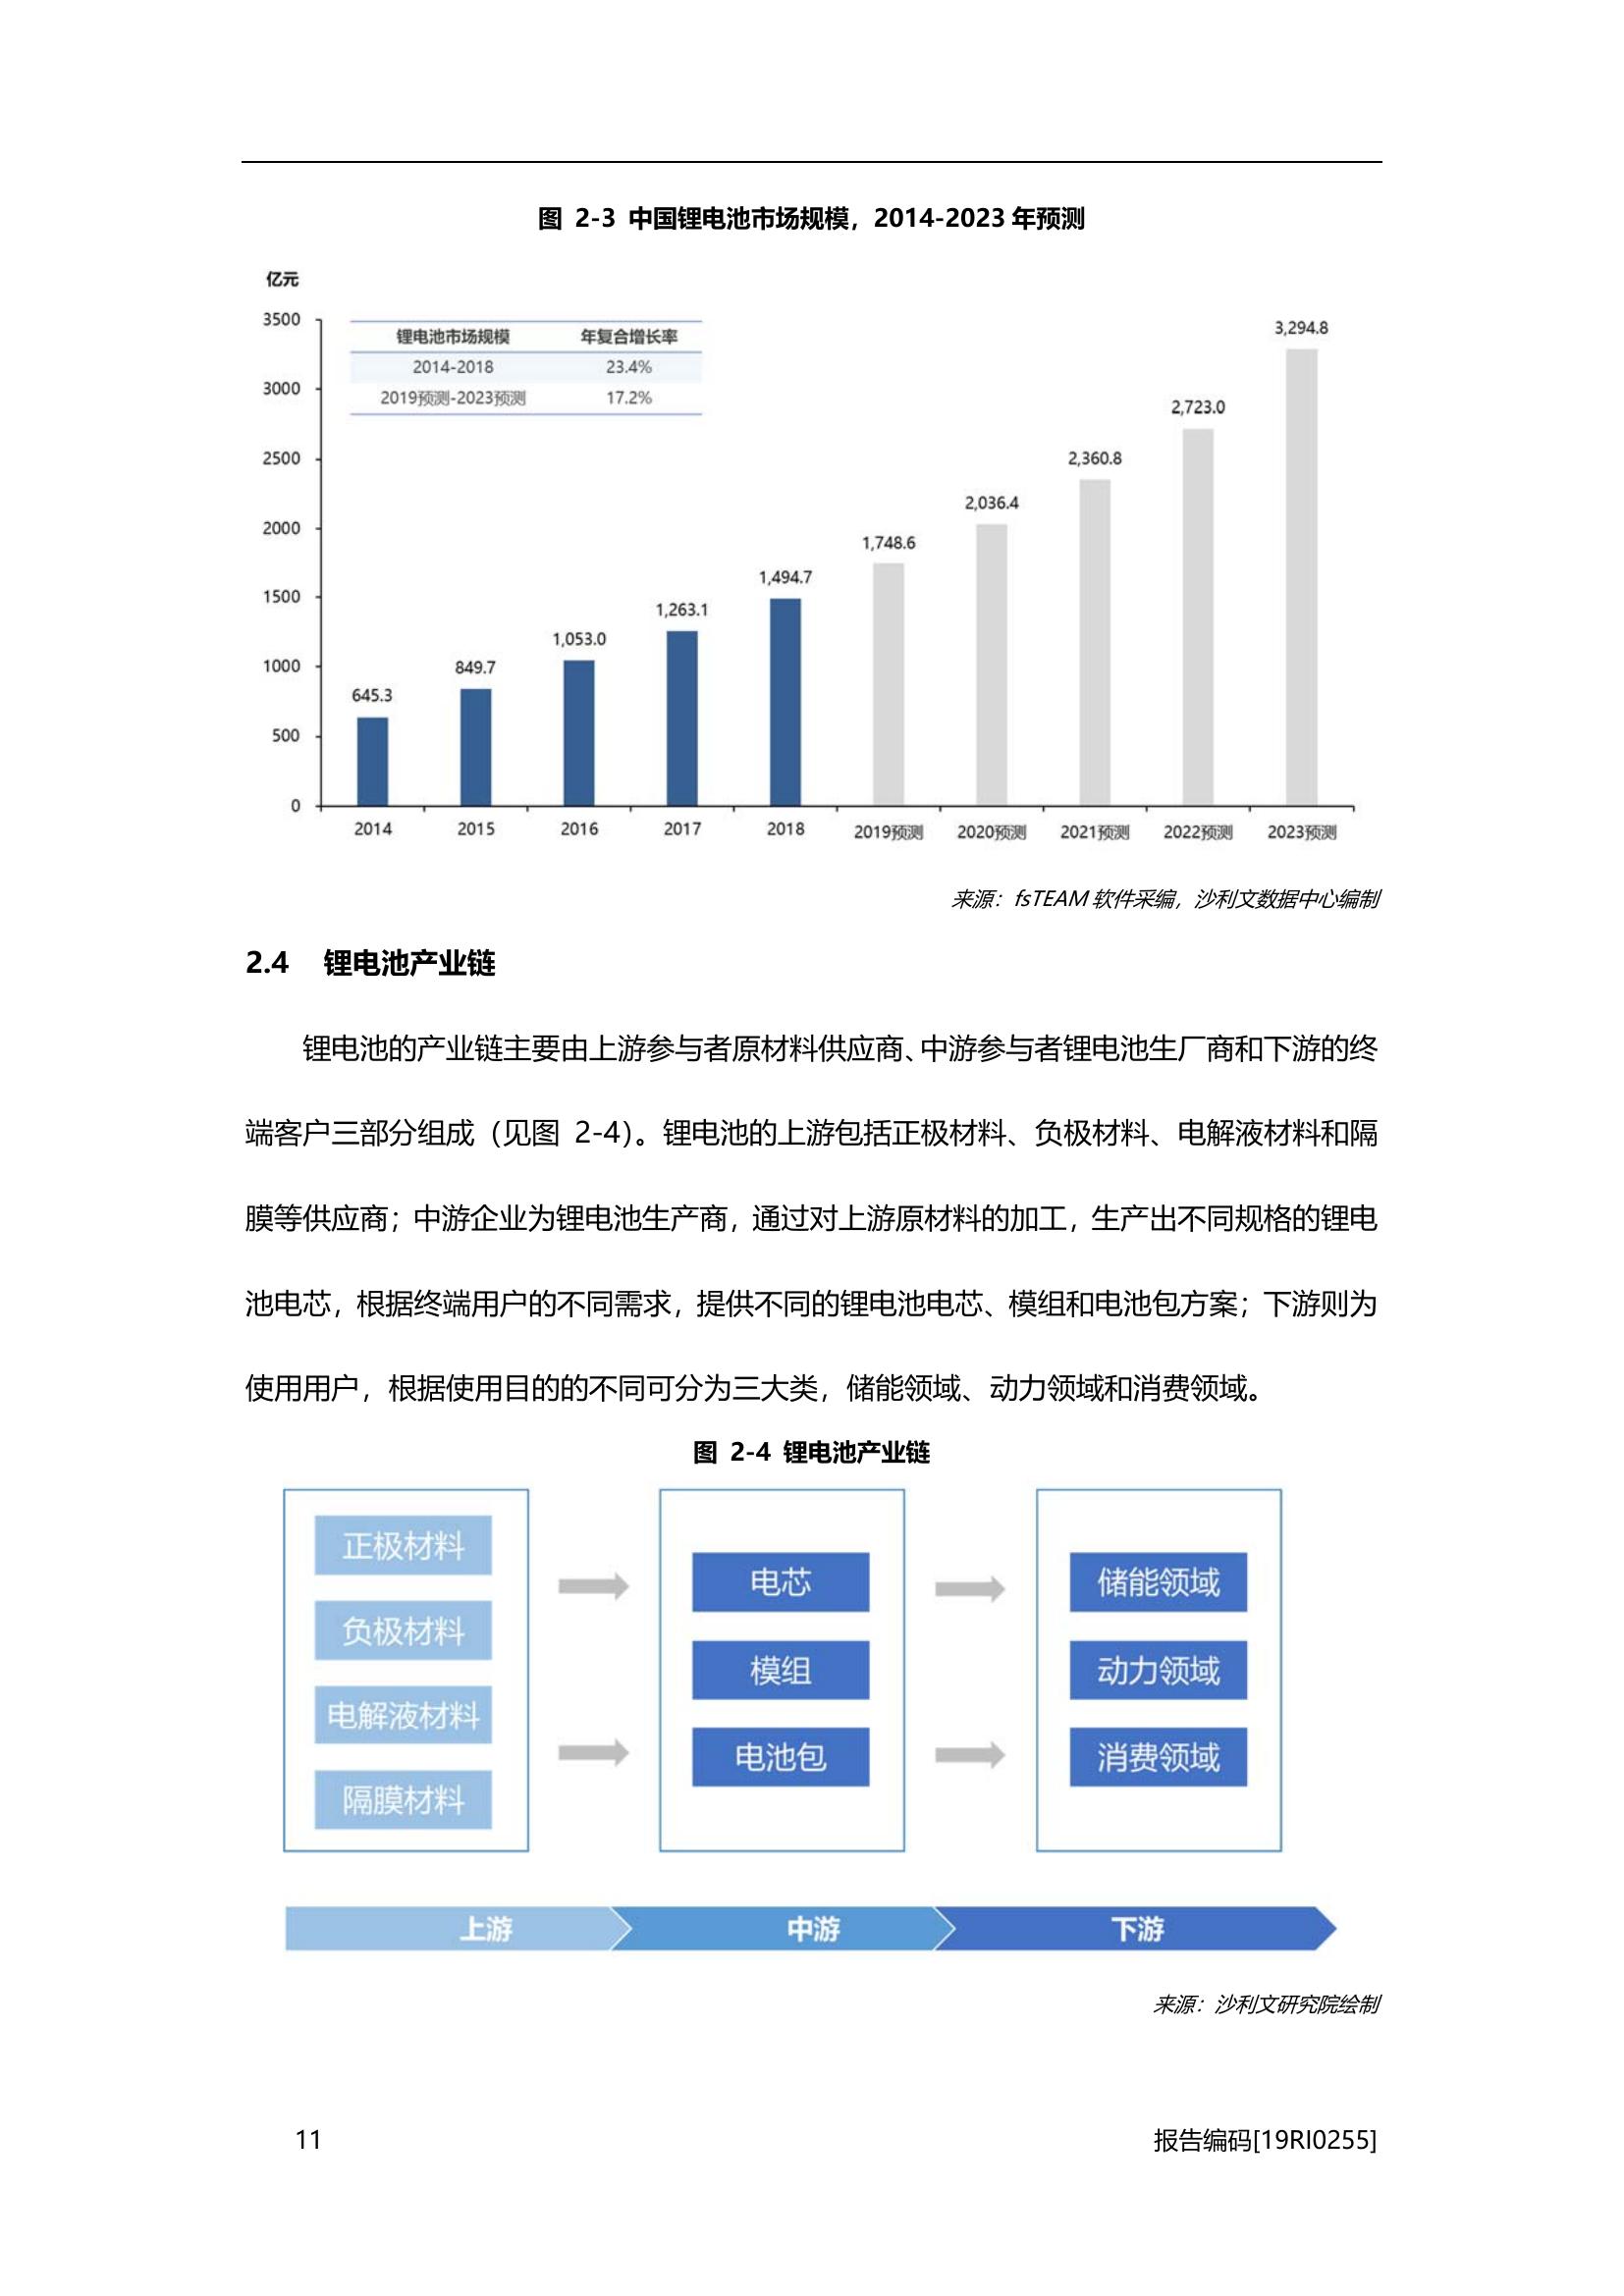 图 2-3 中国锂电池市场规模，2014-2023 年预测
亿元
3500
3000
2500
2000
1500
1000
500
0
锂电池市场规模 年复合增长率
2014-2018 23.4%
2019预测-2023预测 17.2%
645.3
849.7
1,053.0
1,263.1
1,494.7
1,748.6
2,036.4
2,360.8
2,723.0
3,294.8
2014 2015 2016 2017 2018 2019预测 2020预测 2021预测 2022预测 2023预测
来源：fsTEAM 软件采编，沙利文数据中心编制
2.4 锂电池产业链
锂电池的产业链主要由上游参与者原材料供应商、中游参与者锂电池生厂商和下游的终
端客户三部分组成（见图 2-4）。锂电池的上游包括正极材料、负极材料、电解液材料和隔
膜等供应商；中游企业为锂电池生产商，通过对上游原材料的加工，生产出不同规格的锂电
池电芯，根据终端用户的不同需求，提供不同的锂电池电芯、模组和电池包方案；下游则为
使用用户，根据使用目的的不同可分为三大类，储能领域、动力领域和消费领域。
图 2-4 锂电池产业链
正极材料
负极材料
电解液材料
隔膜材料
电芯
模组
电池包
储能领域
动力领域
消费领域
上游 中游 下游
来源：沙利文研究院绘制
11 报告编码[19RI0255]